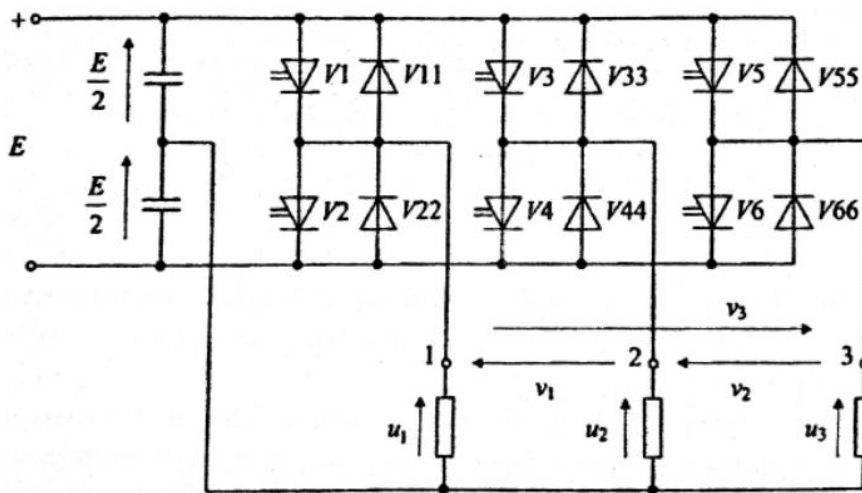 +
E/2
V1 V11 V3 V33 V5 V55
E
E/2
V2 V22 V4 V44 V6 V66
v₃
1 2 3
v₁ v₂
u₁ u₂ u₃